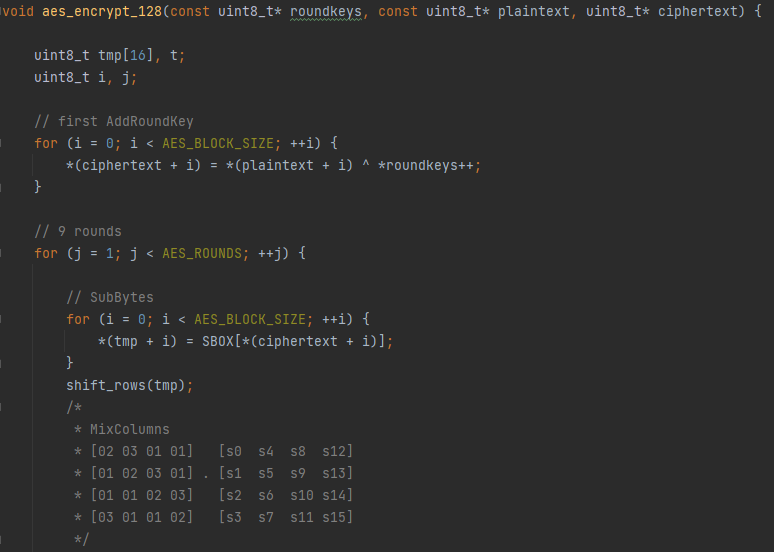 void aes_encrypt_128(const uint8_t* roundkeys, const uint8_t* plaintext, uint8_t* ciphertext) {
uint8_t tmp[16], t;
uint8_t i, j;
// first AddRoundKey
for (i = 0; i < AES_BLOCK_SIZE; ++i) {
*(ciphertext + i) = *(plaintext + i) ^ *roundkeys++;
}
// 9 rounds
for (j = 1; j < AES_ROUNDS; ++j) {
// SubBytes
for (i = 0; i < AES_BLOCK_SIZE; ++i) {
*(tmp + i) = SBOX[*(ciphertext + i)];
}
shift_rows(tmp);
/*
* MixColumns
* [02 03 01 01]   [s0  s4  s8  s12]
* [01 02 03 01] . [s1  s5  s9  s13]
* [01 01 02 03]   [s2  s6  s10 s14]
* [03 01 01 02]   [s3  s7  s11 s15]
*/